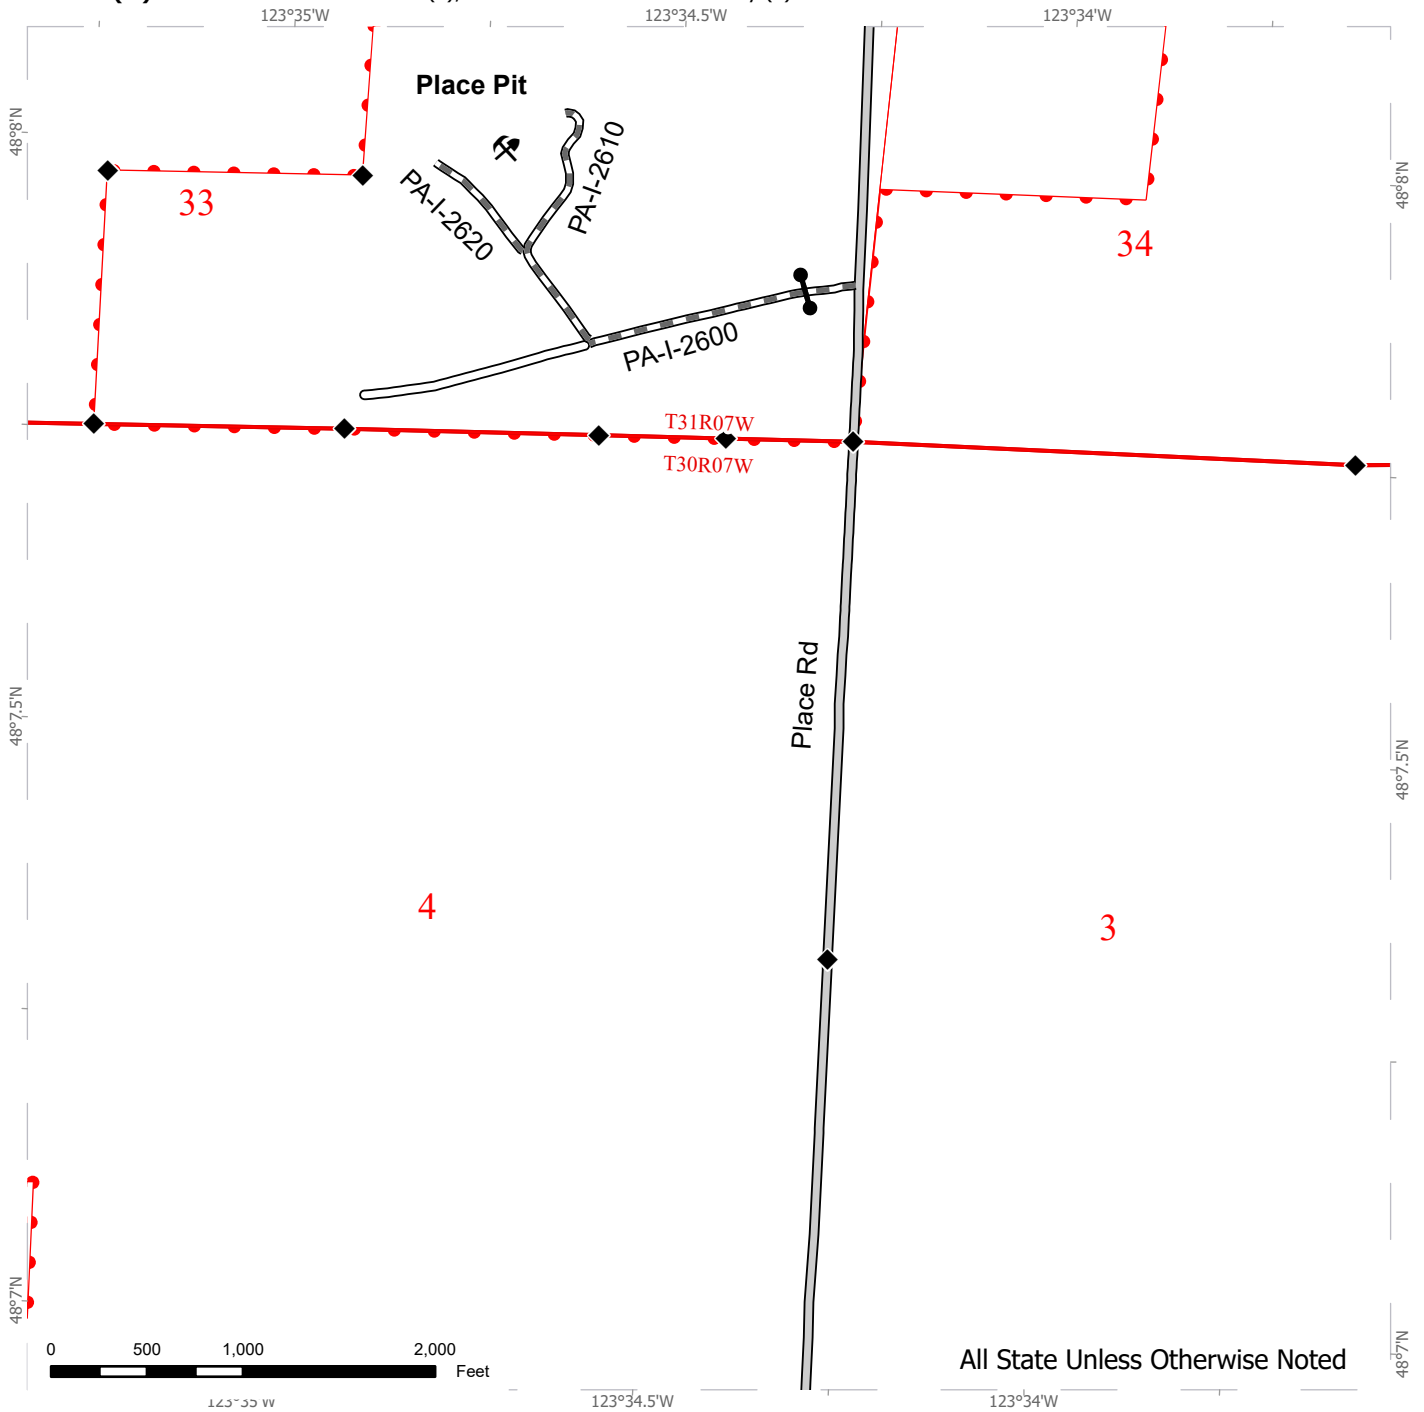 123°35'W 123°34.5'W 123°34'W
Place Pit
48°8'N
48°8'N
PA-I-2610
PA-I-2620
33
34
PA-I-2600
T31R07W
T30R07W
Place Rd
48°7.5'N
48°7.5'N
4
3
48°7'N
48°7'N
0 500 1,000 2,000
Feet
All State Unless Otherwise Noted
123°35'W 123°34.5'W 123°34'W